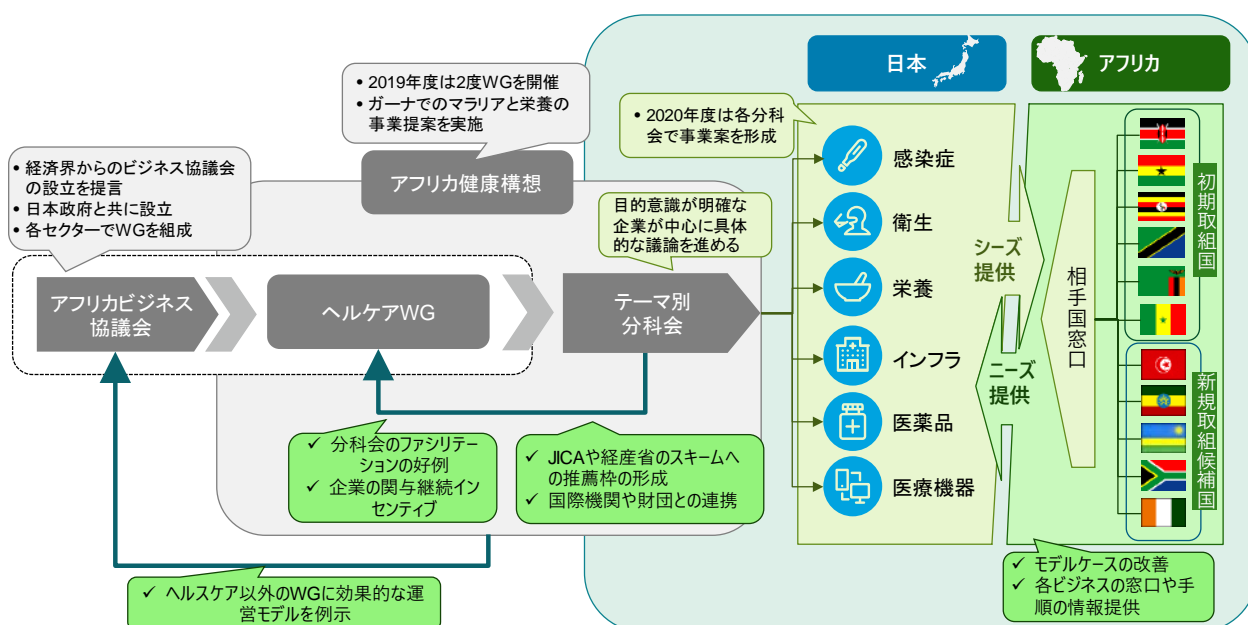 日本
アフリカ
• 2019年度は2度WGを開催
• ガーナでのマラリアと栄養の
事業提案を実施
アフリカ健康構想
• 経済界からのビジネス協議会
の設立を提言
• 日本政府と共に設立
• 各セクターでWGを組成
アフリカビジネス
協議会
ヘルケアWG
テーマ別
分科会
目的意識が明確な
企業が中心に具体
的な議論を進める
• 2020年度は各分科
会で事業案を形成
感染症
衛生
栄養
インフラ
医薬品
医療機器
シーズ
提供
ニーズ
提供
相手国窓口
初期取組国
新規取組候補国
✓ 分科会のファシリテー
ションの好例
✓ 企業の関与継続イン
センティブ
✓ JICAや経産省のスキームへ
の推薦枠の形成
✓ 国際機関や財団との連携
✓ ヘルスケア以外のWGに効果的な運
営モデルを例示
✓ モデルケースの改善
✓ 各ビジネスの窓口や手
順の情報提供